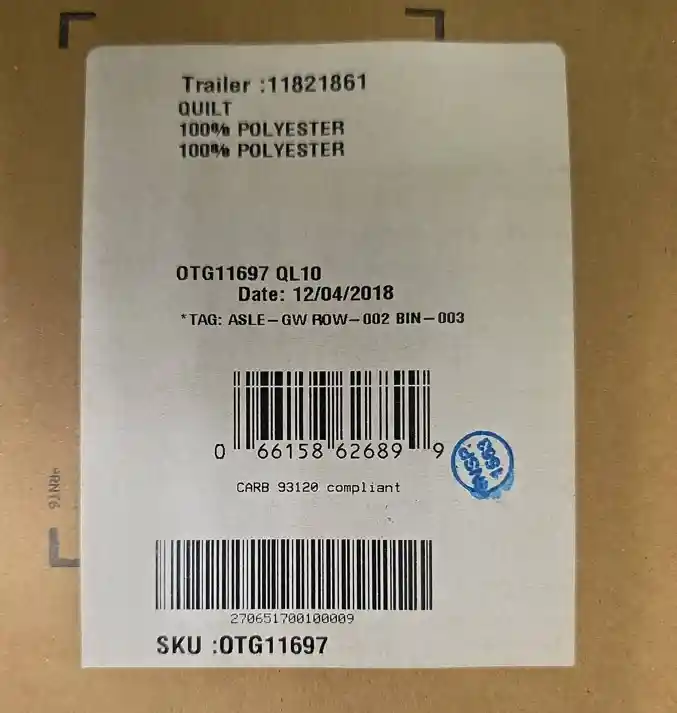 Trailer :11821861
QUILT
100% POLYESTER
100% POLYESTER
OTG11697 QL10
Date: 12/04/2018
*TAG: ASLE-GW ROW-002 BIN-003
0 66158 62689 9
CARB 93120 compliant
270651700100009
SKU :OTG11697